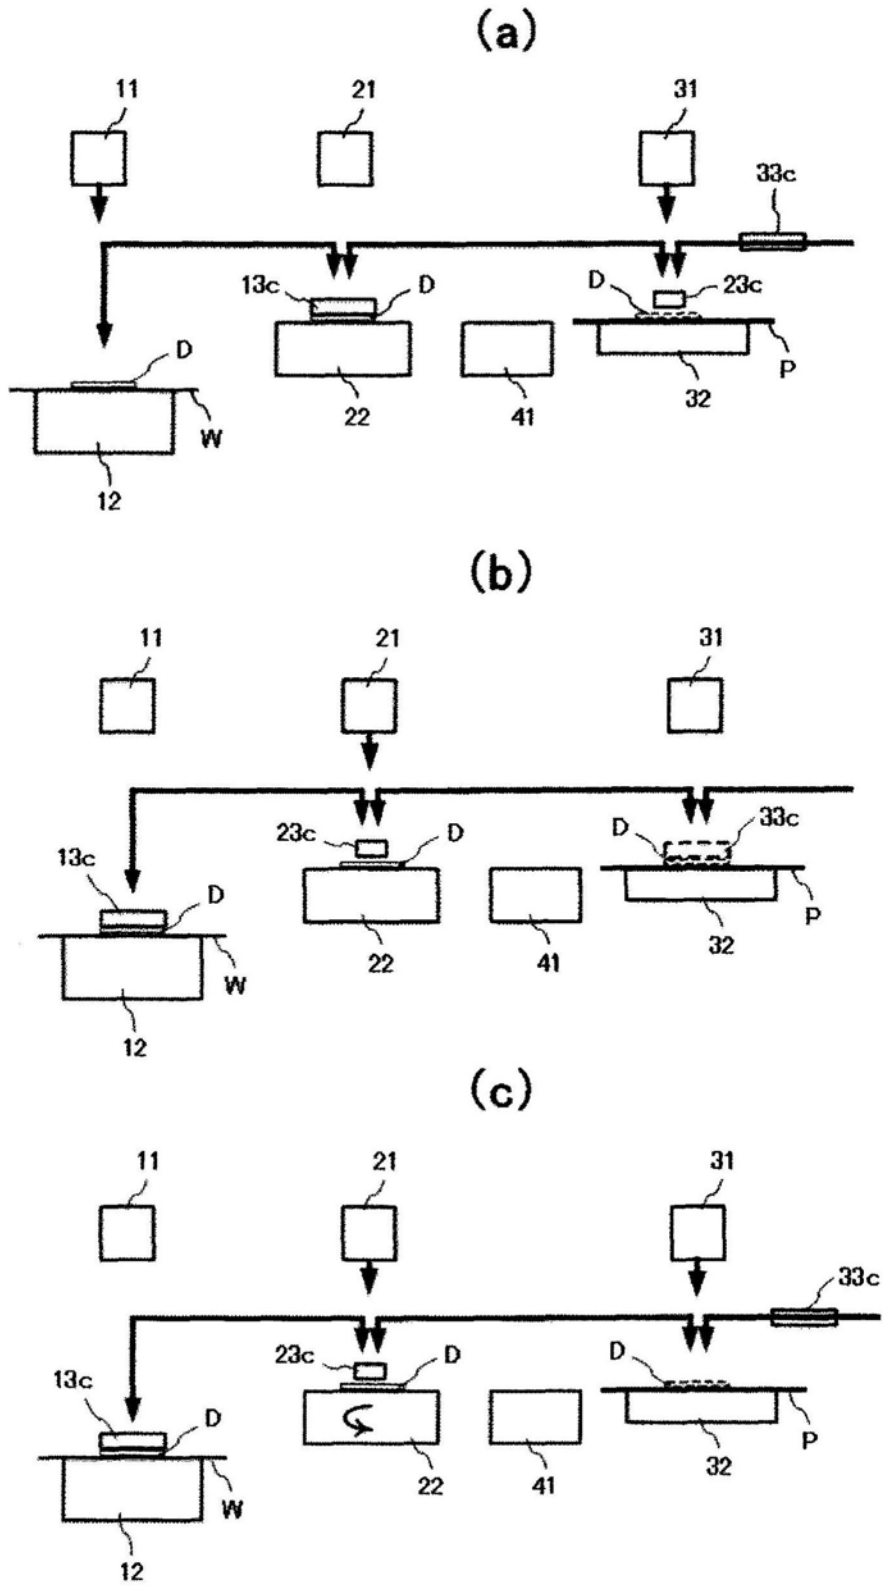 (a)
11 21 31
33c
13c D D 23c
D P
W 22 41 32
12
(b)
11 21 31
23c D D 33c
13c D P
W 22 41 32
12
(c)
11 21 31
33c
23c D D
13c D P
W 22 41 32
12